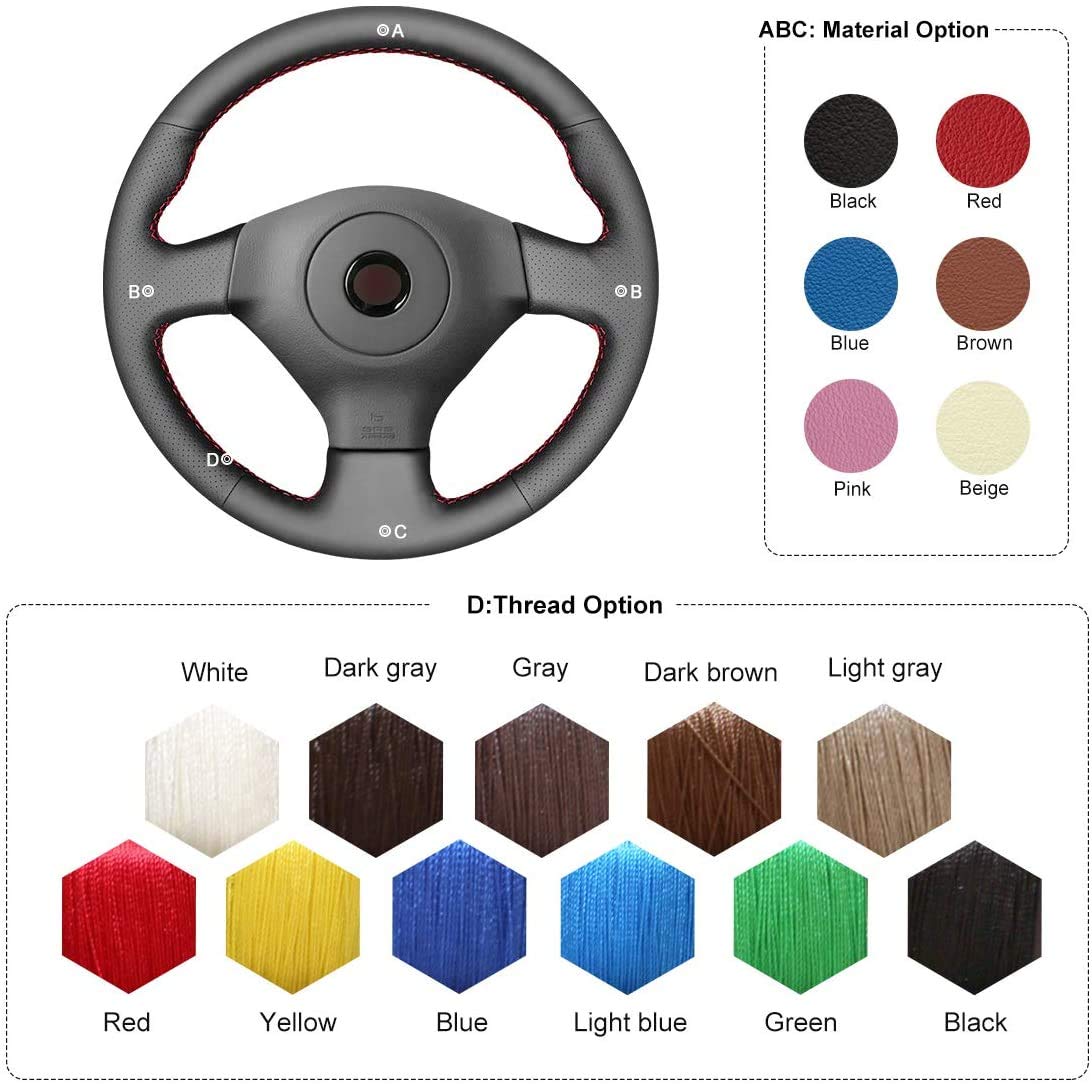 A
B
B
D
C
ABC: Material Option
Black
Red
Blue
Brown
Pink
Beige
D:Thread Option
White
Dark gray
Gray
Dark brown
Light gray
Red
Yellow
Blue
Light blue
Green
Black